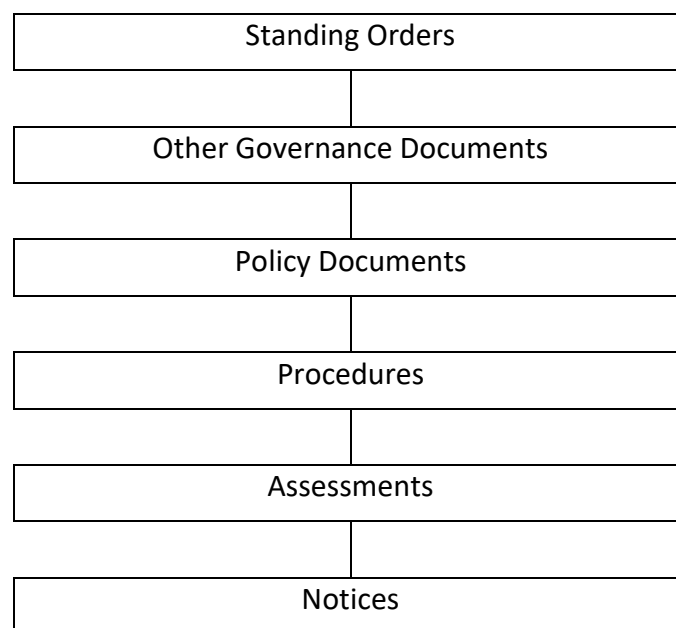 Standing Orders
Other Governance Documents
Policy Documents
Procedures
Assessments
Notices